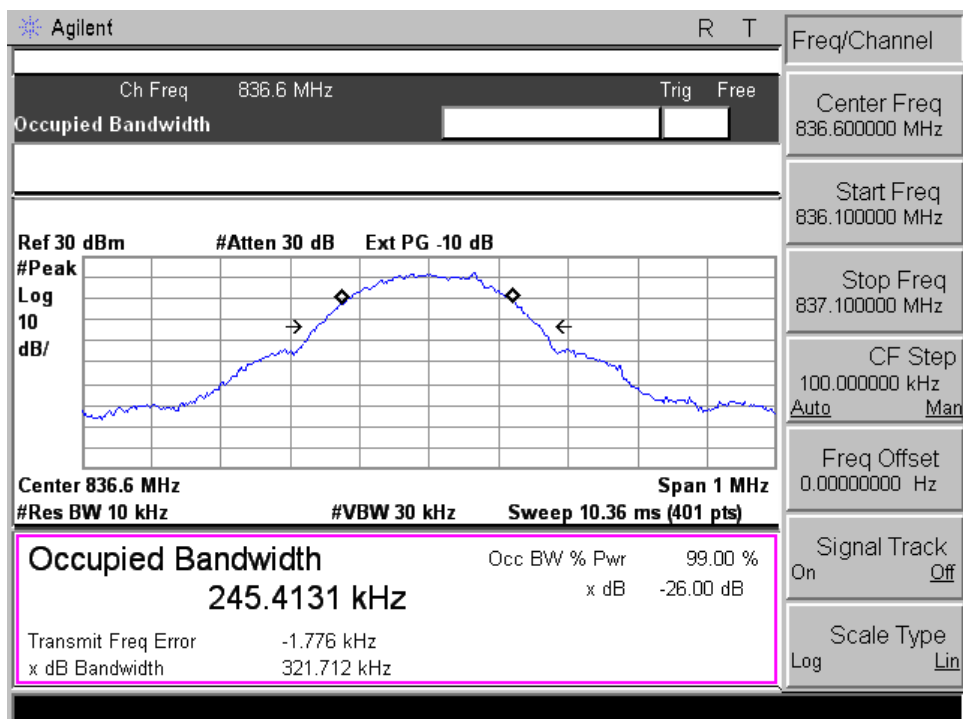 Agilent R T
Ch Freq 836.6 MHz Trig Free
Occupied Bandwidth
Ref 30 dBm #Atten 30 dB Ext PG -10 dB
#Peak
Log
10
dB/
Center 836.6 MHz Span 1 MHz
#Res BW 10 kHz #VBW 30 kHz Sweep 10.36 ms (401 pts)
Occupied Bandwidth
245.4131 kHz
Occ BW % Pwr 99.00 %
x dB -26.00 dB
Transmit Freq Error -1.776 kHz
x dB Bandwidth 321.712 kHz
Freq/Channel
Center Freq
836.600000 MHz
Start Freq
836.100000 MHz
Stop Freq
837.100000 MHz
CF Step
100.000000 kHz
Auto Man
Freq Offset
0.00000000 Hz
Signal Track
On Off
Scale Type
Log Lin